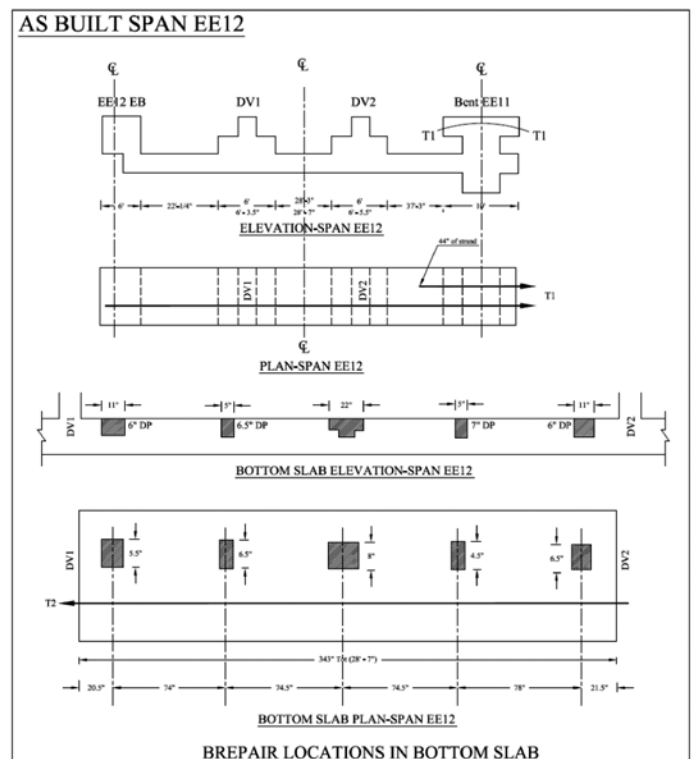 AS BUILT SPAN EE12
℄ ℄ ℄
EE12 EB DV1 DV2 Bent EE11
T1 T1
6' 22'-1/4" 6' 28'-3" 6' 37'-3"
6'-3.5" 28'-7" 6'-5.5"
ELEVATION-SPAN EE12
44" of strand
DV1 DV2 T1
℄
PLAN-SPAN EE12
11" 5" 22" 5" 11"
DV1 6" DP 6.5" DP 7" DP 6" DP DV2
BOTTOM SLAB ELEVATION-SPAN EE12
DV1 5.5" 6.5" 8" 4.5" 6.5" DV2
T2
343" (28'-7")
20.5" 74" 74.5" 74.5" 78" 21.5"
BOTTOM SLAB PLAN-SPAN EE12
BREPAIR LOCATIONS IN BOTTOM SLAB